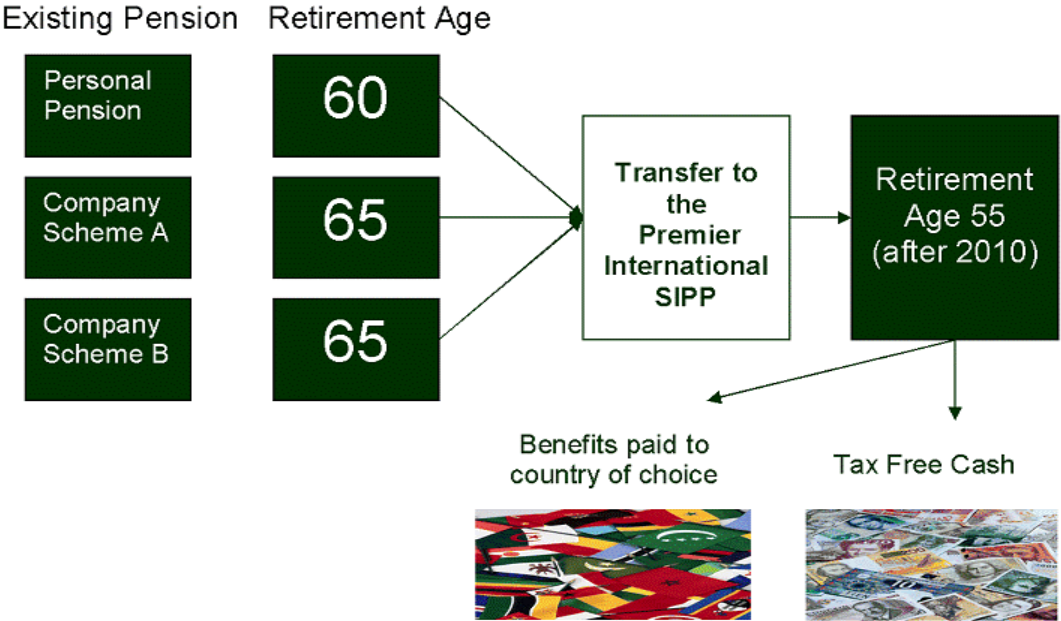 Existing Pension
Retirement Age
Personal
Pension
60
Company
Scheme A
65
Company
Scheme B
65
Transfer to
the
Premier
International
SIPP
Retirement
Age 55
(after 2010)
Benefits paid to
country of choice
Tax Free Cash